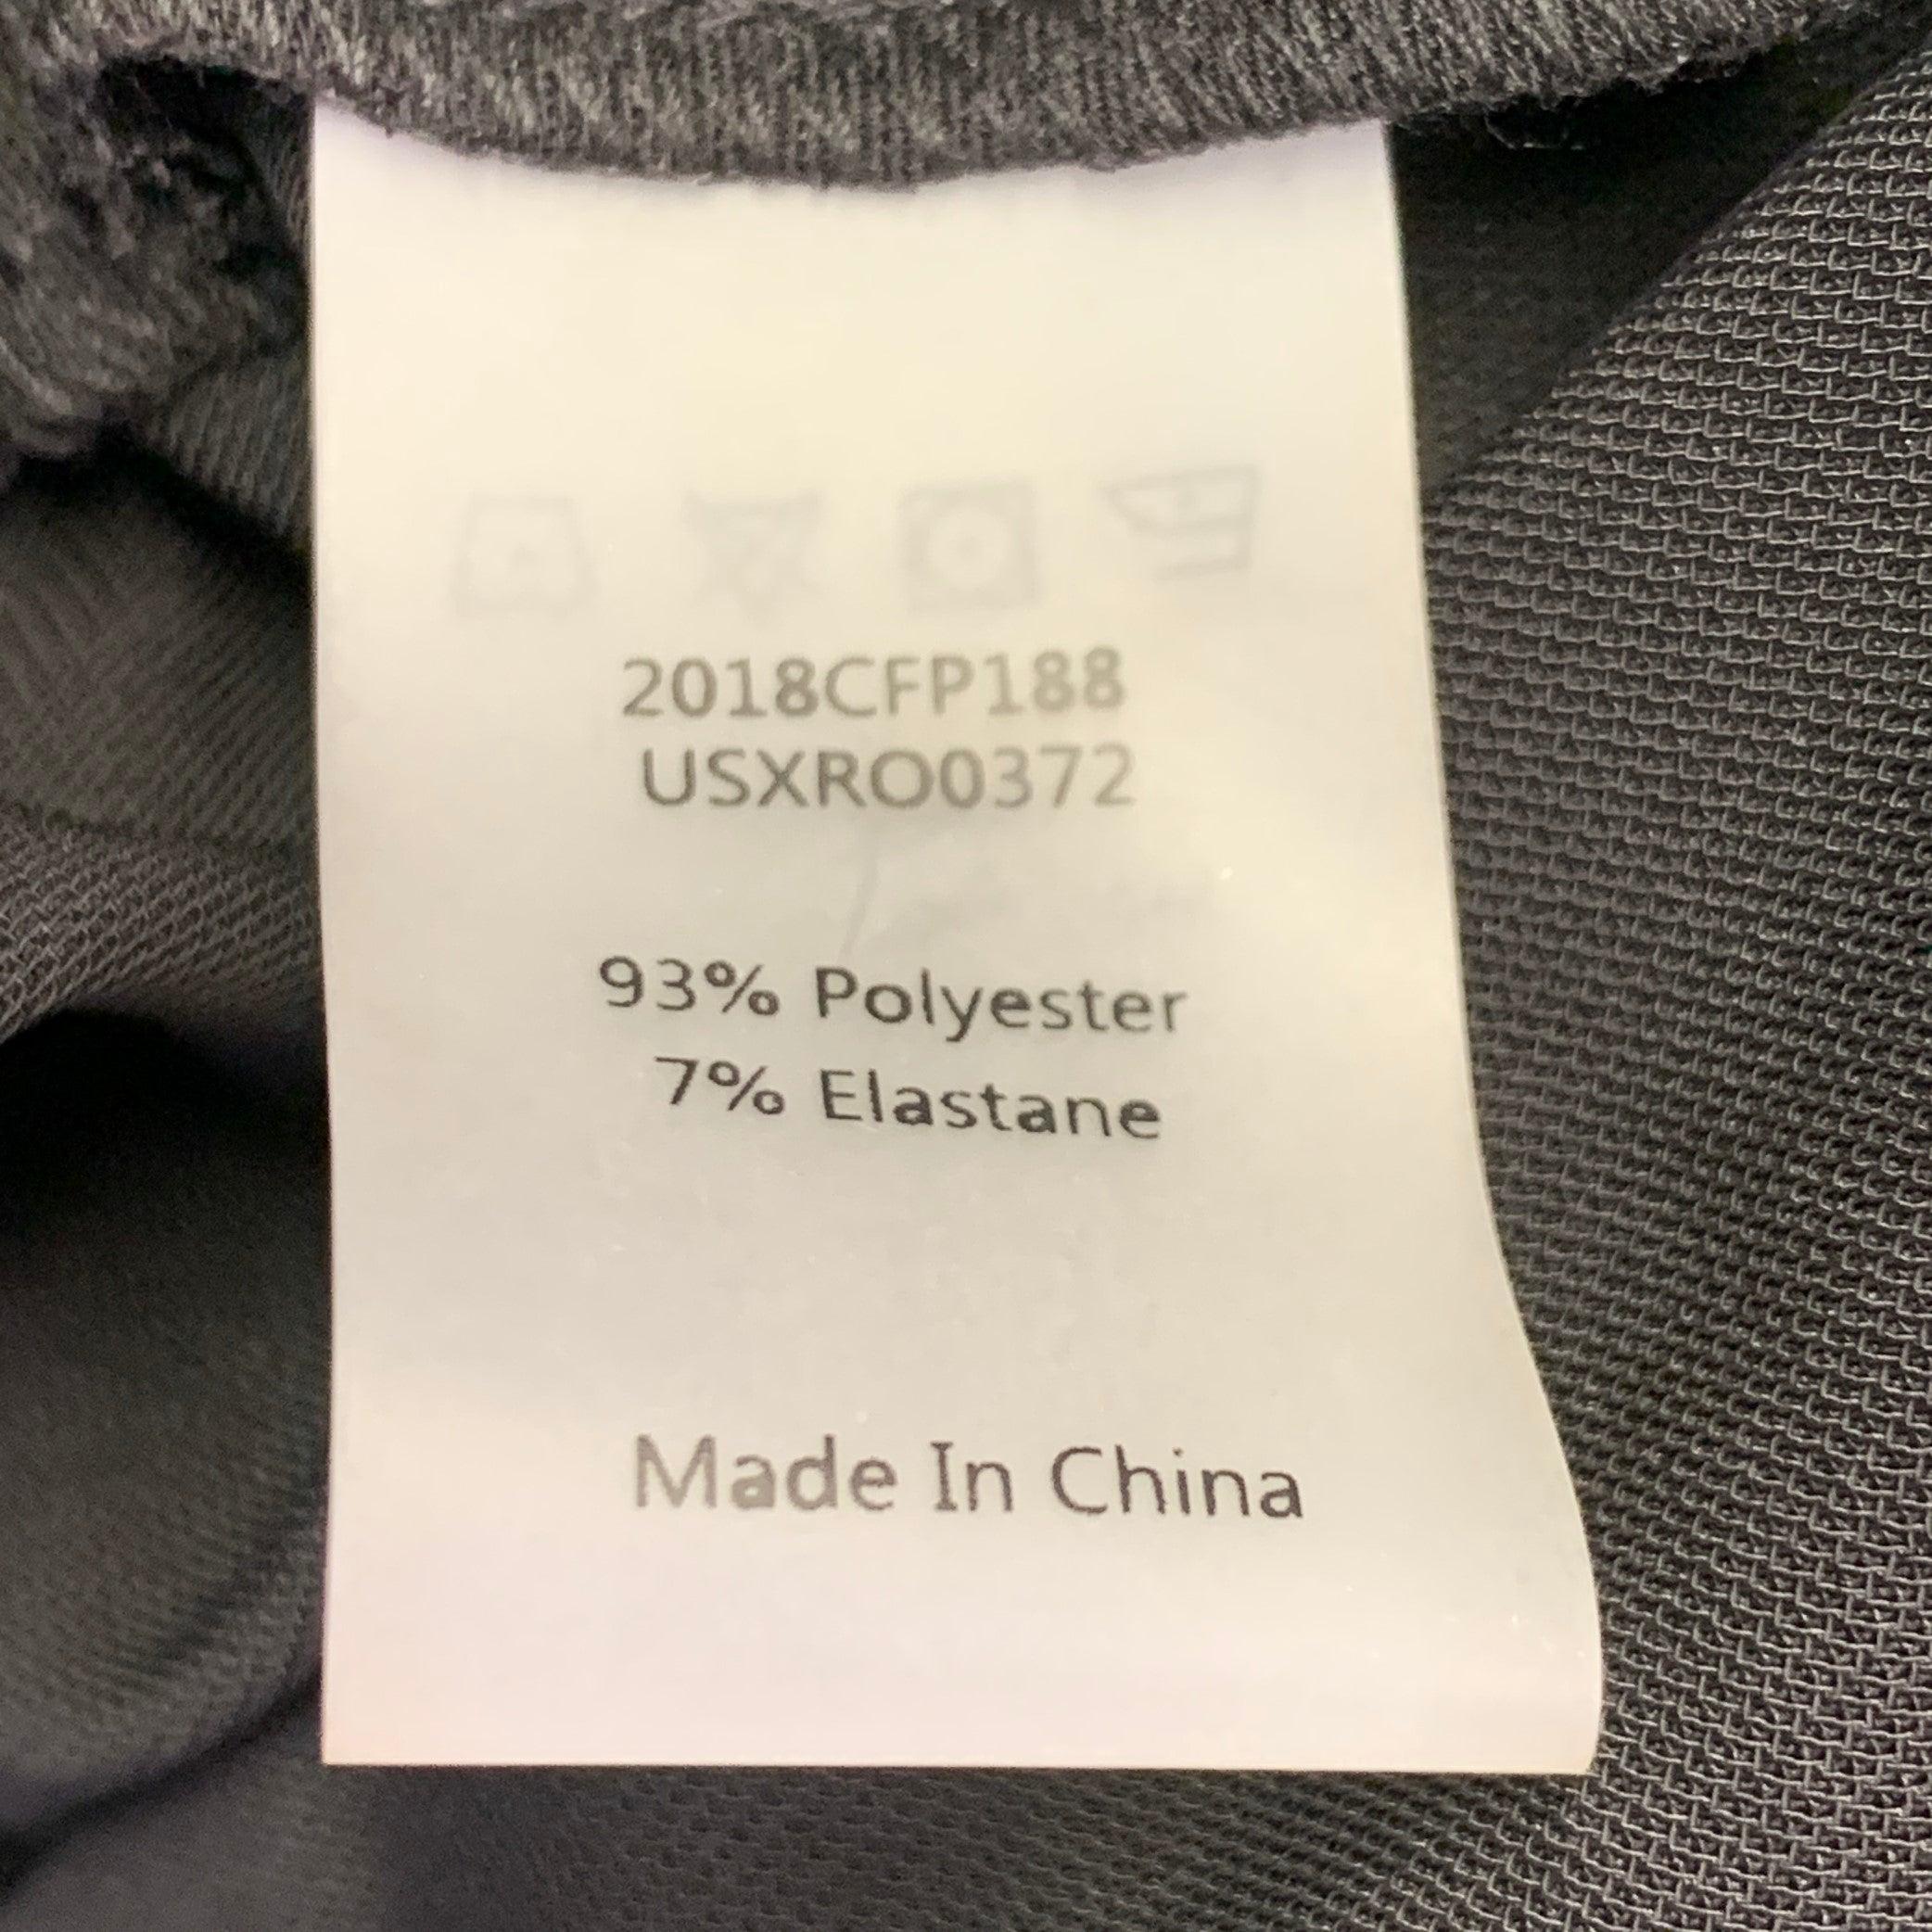 2018CFP188
USXRO0372
93% Polyester
7% Elastane
Made In China